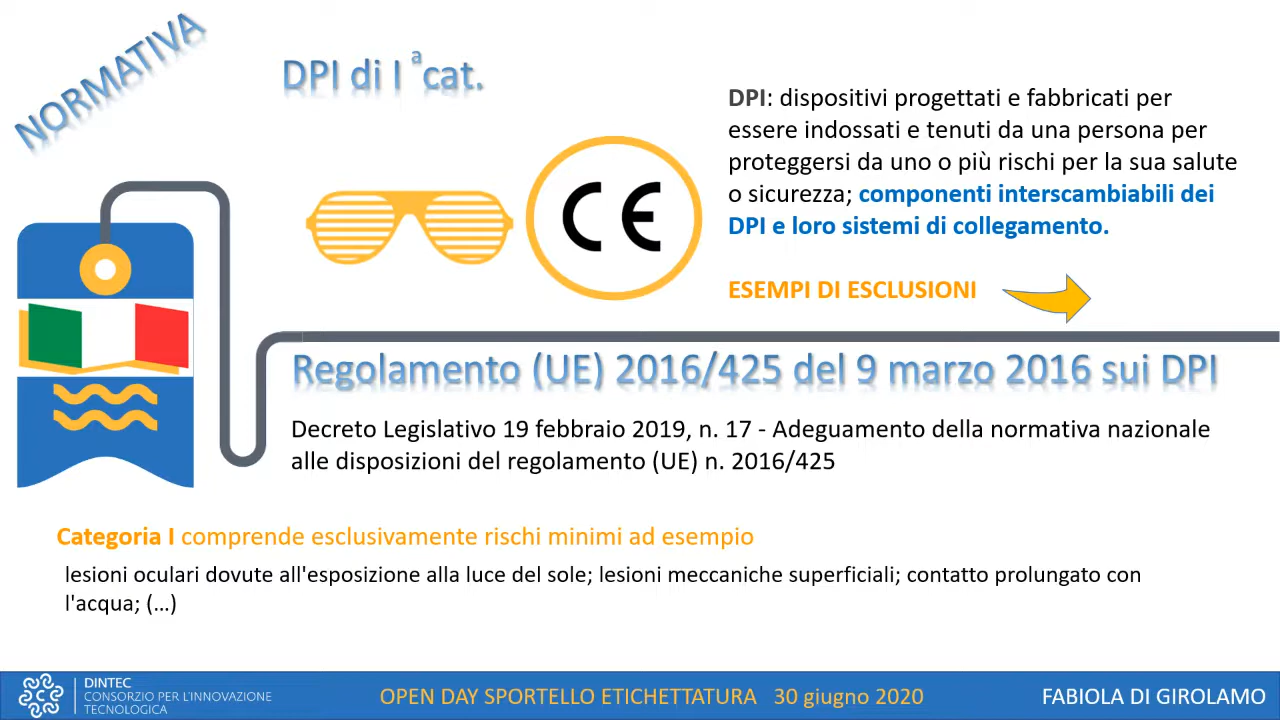 NORMATIVA
DPI di I ª cat.
DPI: dispositivi progettati e fabbricati per
essere indossati e tenuti da una persona per
proteggersi da uno o più rischi per la sua salute
o sicurezza; componenti interscambiabili dei
DPI e loro sistemi di collegamento.
CE
ESEMPI DI ESCLUSIONI
Regolamento (UE) 2016/425 del 9 marzo 2016 sui DPI
Decreto Legislativo 19 febbraio 2019, n. 17 - Adeguamento della normativa nazionale
alle disposizioni del regolamento (UE) n. 2016/425
Categoria I comprende esclusivamente rischi minimi ad esempio
lesioni oculari dovute all'esposizione alla luce del sole; lesioni meccaniche superficiali; contatto prolungato con
l'acqua; (…)
DINTEC
CONSORZIO PER L'INNOVAZIONE
TECNOLOGICA
OPEN DAY SPORTELLO ETICHETTATURA 30 giugno 2020
FABIOLA DI GIROLAMO